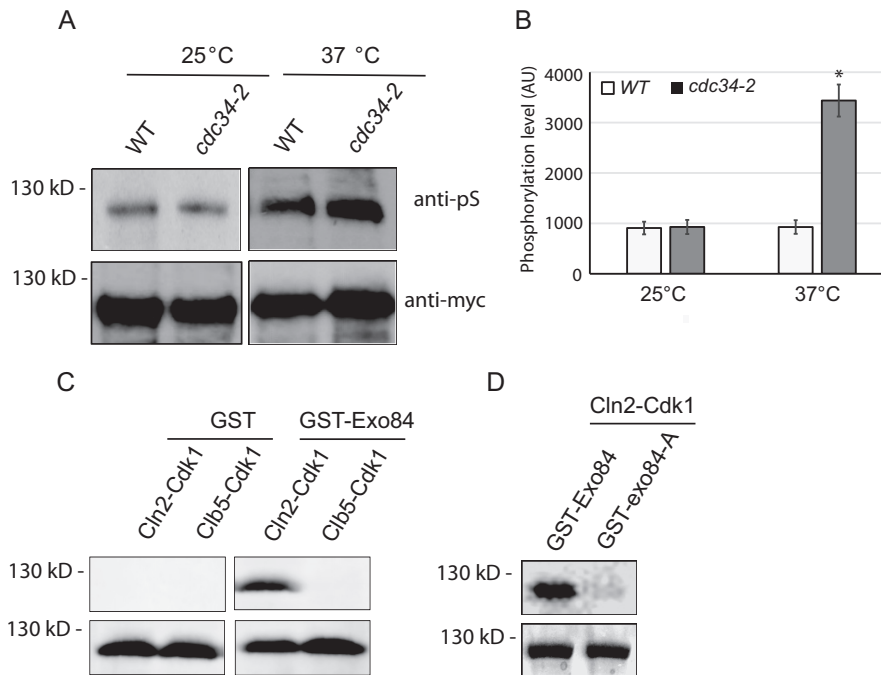 A
25°C
37 °C
WT
cdc34-2
WT
cdc34-2
130 kD -
anti-pS
130 kD -
anti-myc
B
Phosphorylation level (AU)
4000
3000
2000
1000
0
WT
cdc34-2
*
25°C
37°C
C
GST
GST-Exo84
Cln2-Cdk1
Clb5-Cdk1
Cln2-Cdk1
Clb5-Cdk1
130 kD -
130 kD -
D
Cln2-Cdk1
GST-Exo84
GST-exo84-A
130 kD -
130 kD -